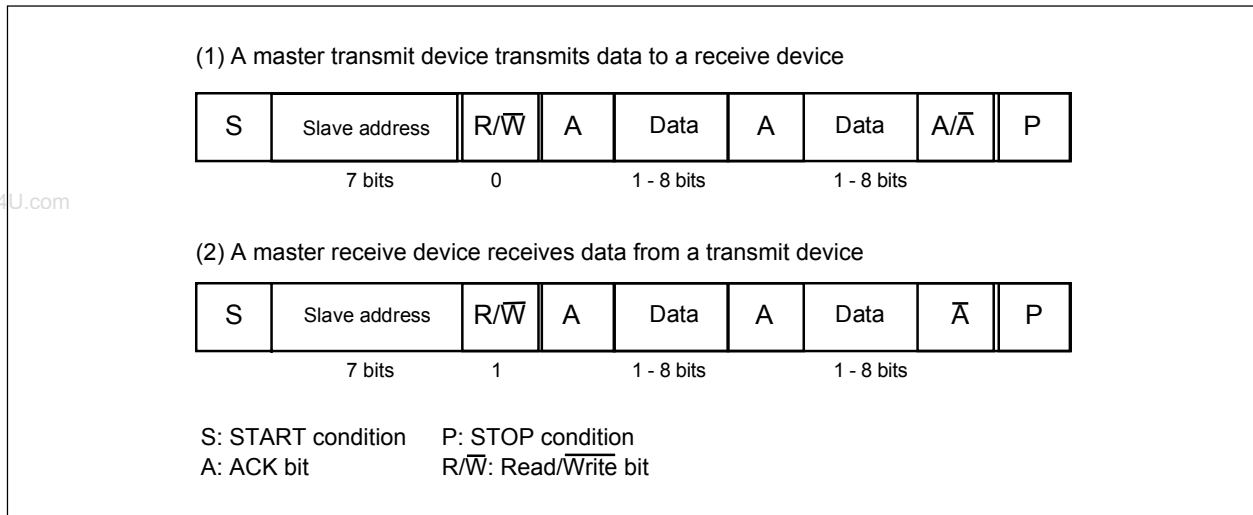 (1) A master transmit device transmits data to a receive device
S Slave address R/W̅ A Data A Data A/A̅ P
7 bits 0 1 - 8 bits 1 - 8 bits
4U.com
(2) A master receive device receives data from a transmit device
S Slave address R/W̅ A Data A Data A̅ P
7 bits 1 1 - 8 bits 1 - 8 bits
S: START condition P: STOP condition
A: ACK bit R/W̅: Read/W̅r̅i̅t̅e̅ bit